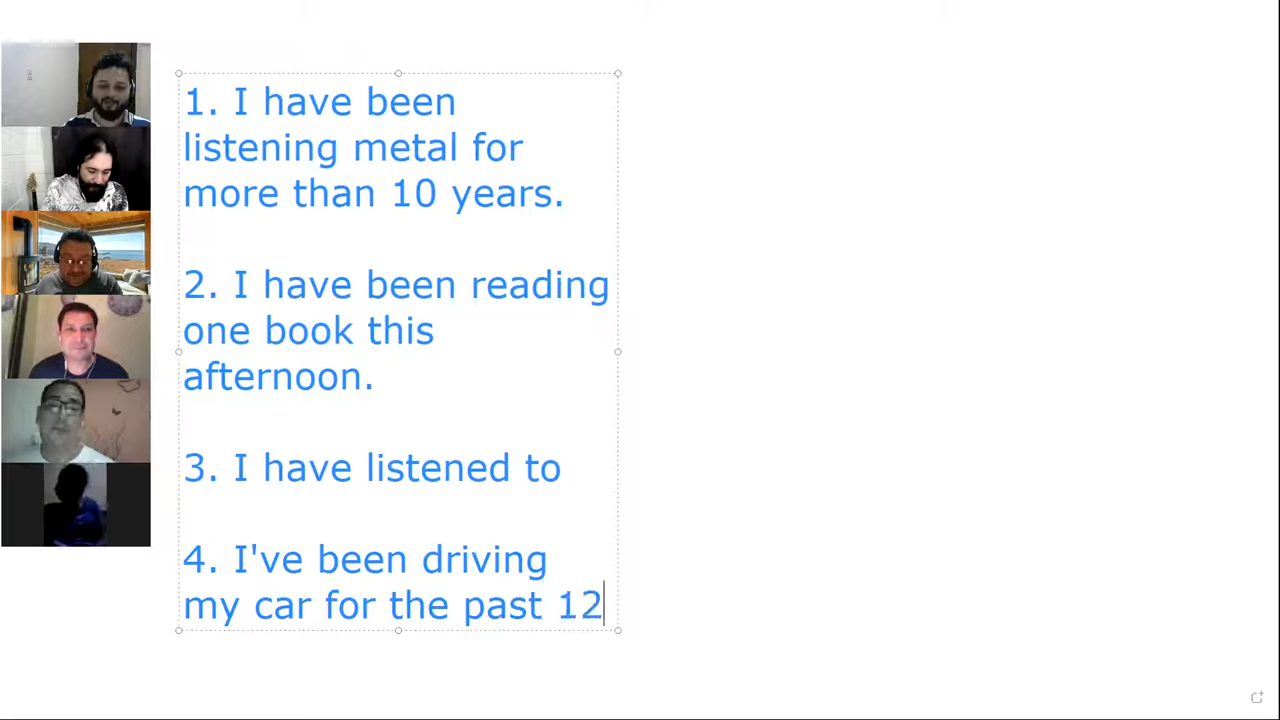 1. I have been
listening metal for
more than 10 years.
2. I have been reading
one book this
afternoon.
3. I have listened to
4. I've been driving
my car for the past 12